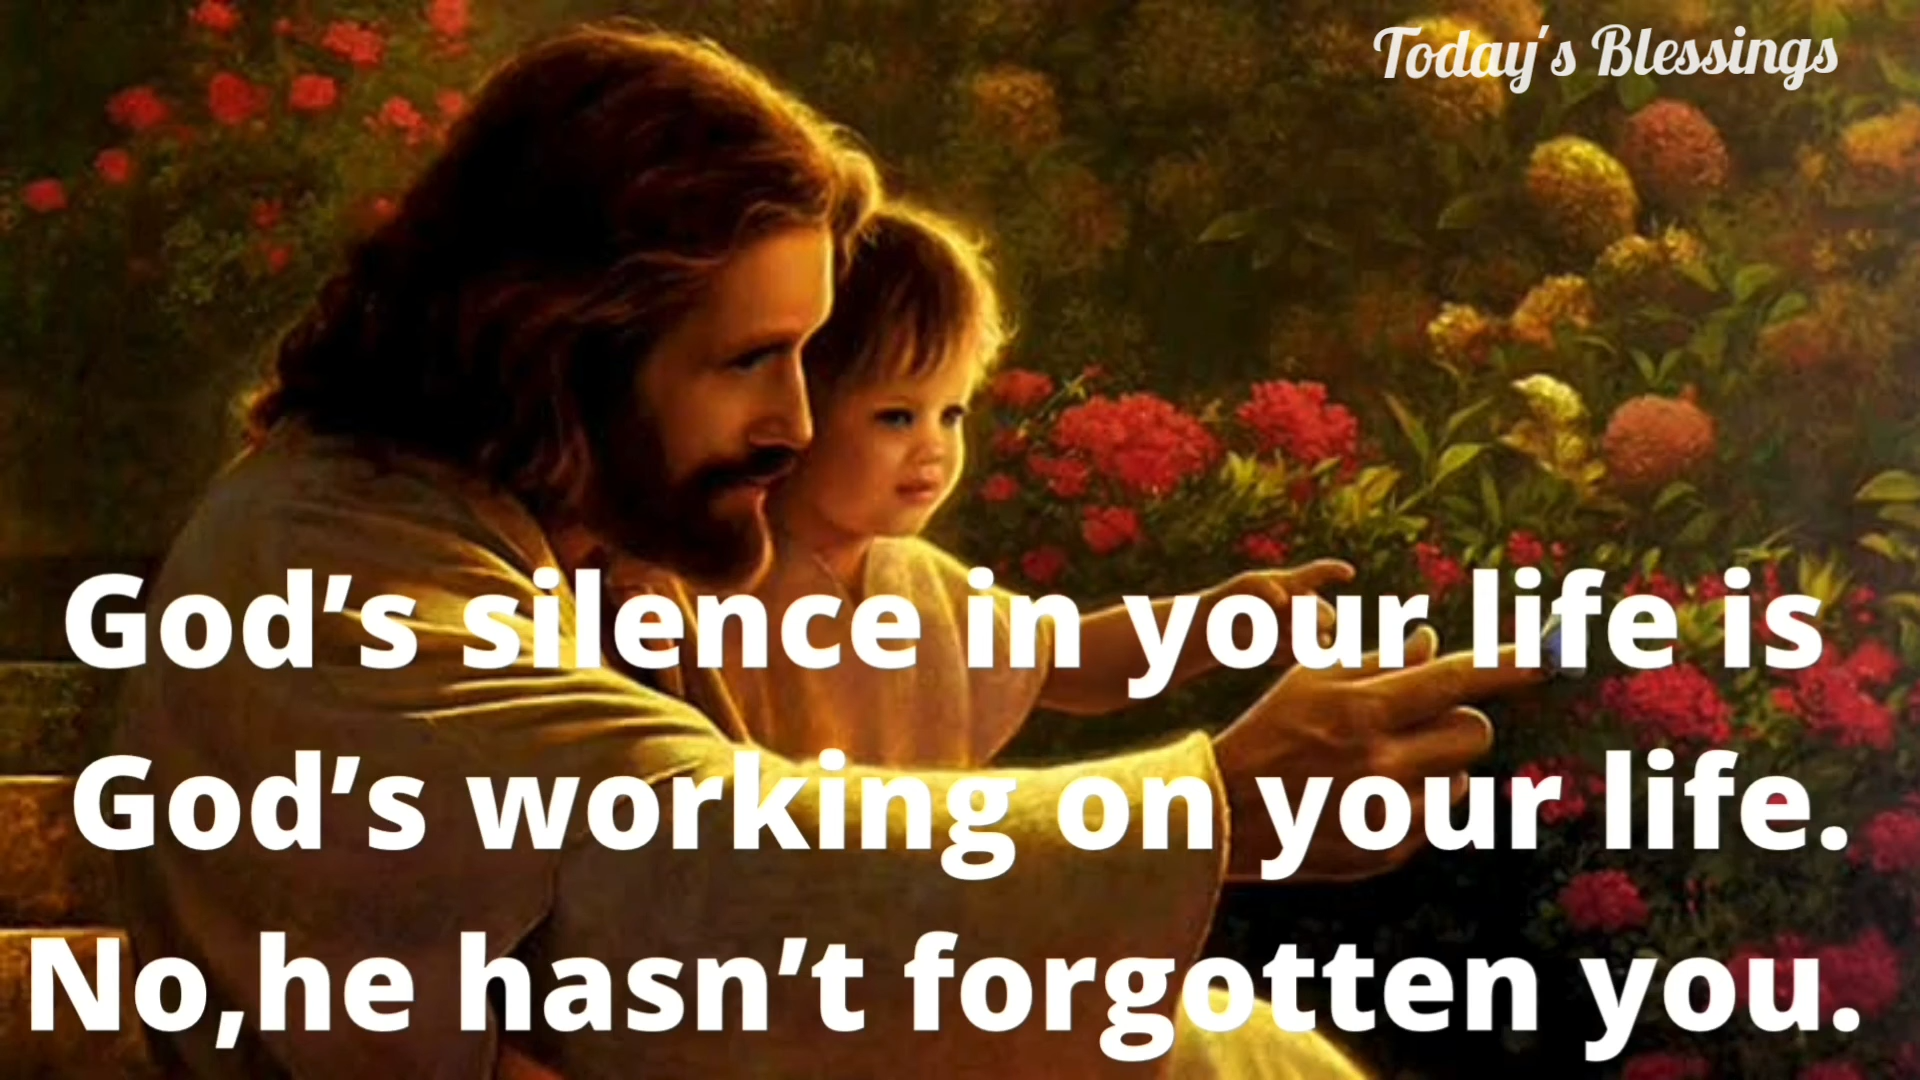 Today's Blessings
God’s silence in your life is
God’s working on your life.
No,he hasn’t forgotten you.